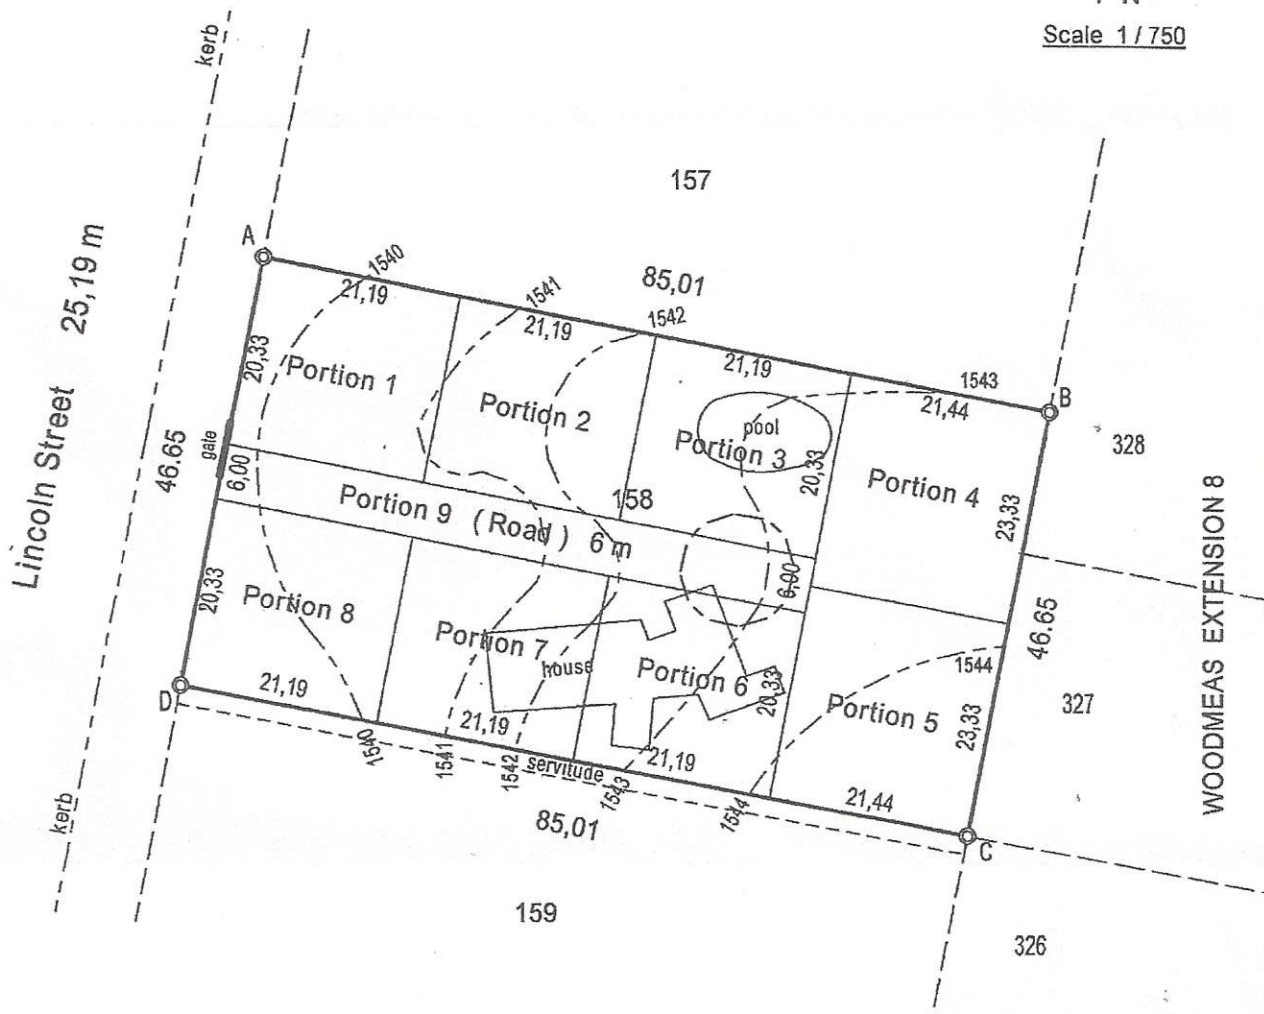 N
Scale 1 / 750
kerb
157
Lincoln Street 25,19 m
A
1540
1541
1542
85,01
21,19
21,19
21,19
1543
21,44
B
328
20,33
Portion 1
Portion 2
pool
Portion 3
20,33
Portion 4
23,33
46.65
gate
6,00
Portion 9 ( Road ) 6 m
158
6,00
WOODMEAS EXTENSION 8
20,33
Portion 8
Portion 7
house
Portion 6
20,33
Portion 5
1544
46.65
23,33
327
D
21,19
21,19
21,19
21,44
1540
1541
1542
servitude
1543
1544
85,01
C
kerb
159
326